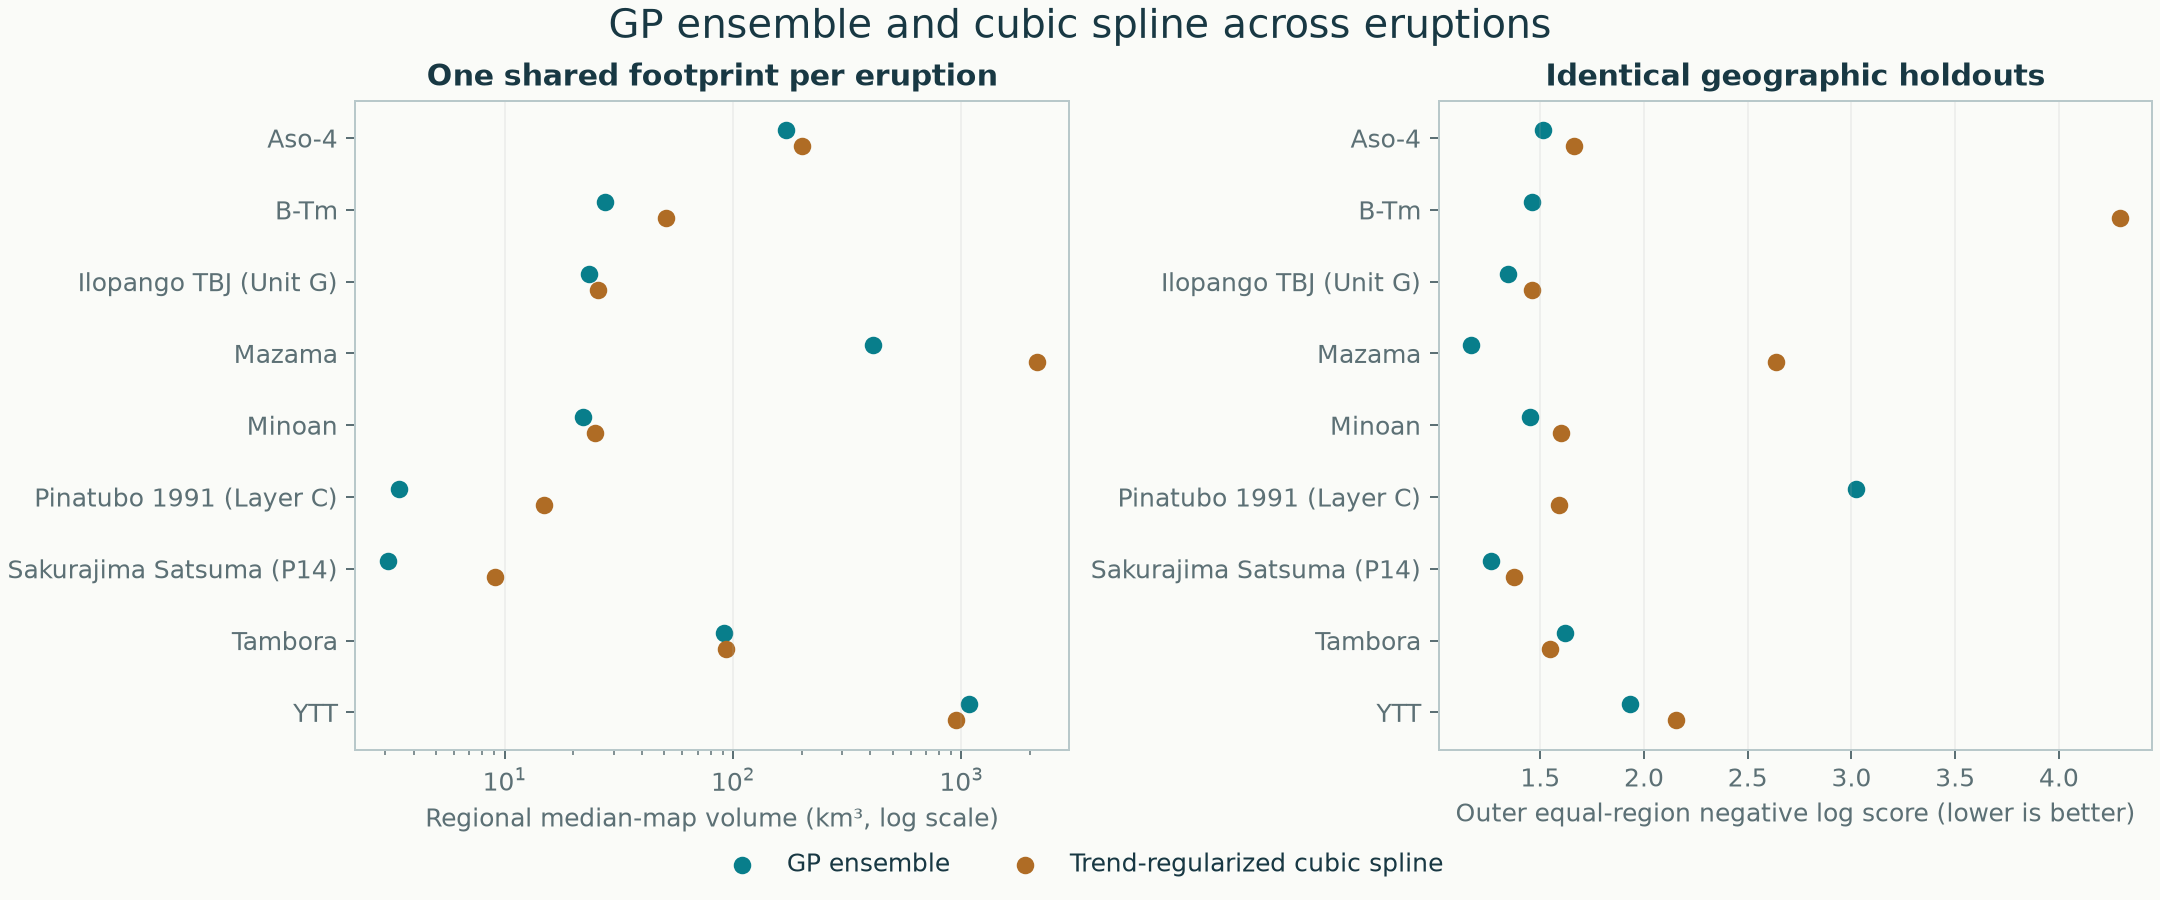 GP ensemble and cubic spline across eruptions
One shared footprint per eruption
Aso-4
B-Tm
Ilopango TBJ (Unit G)
Mazama
Minoan
Pinatubo 1991 (Layer C)
Sakurajima Satsuma (P14)
Tambora
YTT
10¹ 10² 10³
Regional median-map volume (km³, log scale)
Identical geographic holdouts
Aso-4
B-Tm
Ilopango TBJ (Unit G)
Mazama
Minoan
Pinatubo 1991 (Layer C)
Sakurajima Satsuma (P14)
Tambora
YTT
1.5 2.0 2.5 3.0 3.5 4.0
Outer equal-region negative log score (lower is better)
GP ensemble Trend-regularized cubic spline